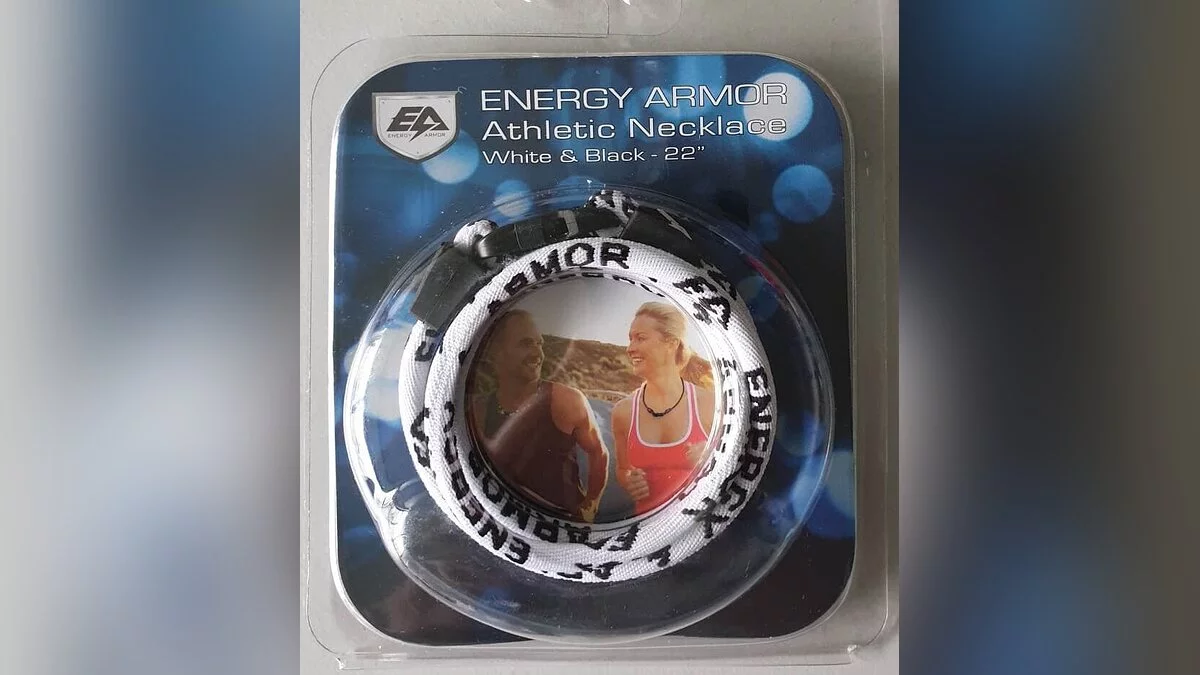 EA
ENERGY ARMOR
ENERGY ARMOR
Athletic Necklace
White & Black - 22"
ARMOR
EA
ENERGY
ENERGY
ARMOR